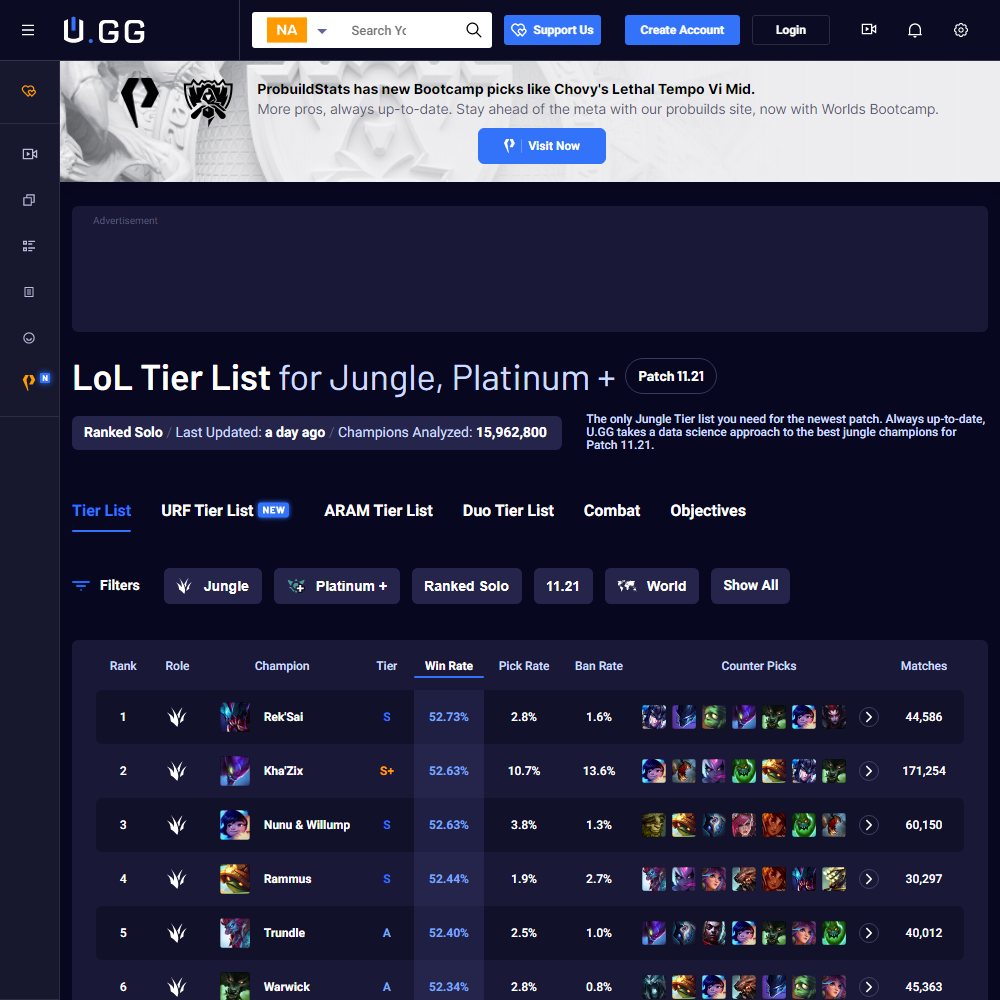 U.GG
NA
Search Yo
Support Us
Create Account
Login
ProbuildStats has new Bootcamp picks like Chovy's Lethal Tempo Vi Mid.
More pros, always up-to-date. Stay ahead of the meta with our probuilds site, now with Worlds Bootcamp.
Visit Now
Advertisement
N
LoL Tier List for Jungle, Platinum + Patch 11.21
Ranked Solo / Last Updated: a day ago / Champions Analyzed: 15,962,800
The only Jungle Tier list you need for the newest patch. Always up-to-date,
U.GG takes a data science approach to the best jungle champions for
Patch 11.21.
Tier List URF Tier List NEW ARAM Tier List Duo Tier List Combat Objectives
Filters Jungle Platinum + Ranked Solo 11.21 World Show All
Rank Role Champion Tier Win Rate Pick Rate Ban Rate Counter Picks Matches
1 Rek'Sai S 52.73% 2.8% 1.6% 44,586
2 Kha'Zix S+ 52.63% 10.7% 13.6% 171,254
3 Nunu & Willump S 52.63% 3.8% 1.3% 60,150
4 Rammus S 52.44% 1.9% 2.7% 30,297
5 Trundle A 52.40% 2.5% 1.0% 40,012
6 Warwick A 52.34% 2.8% 0.8% 45,363